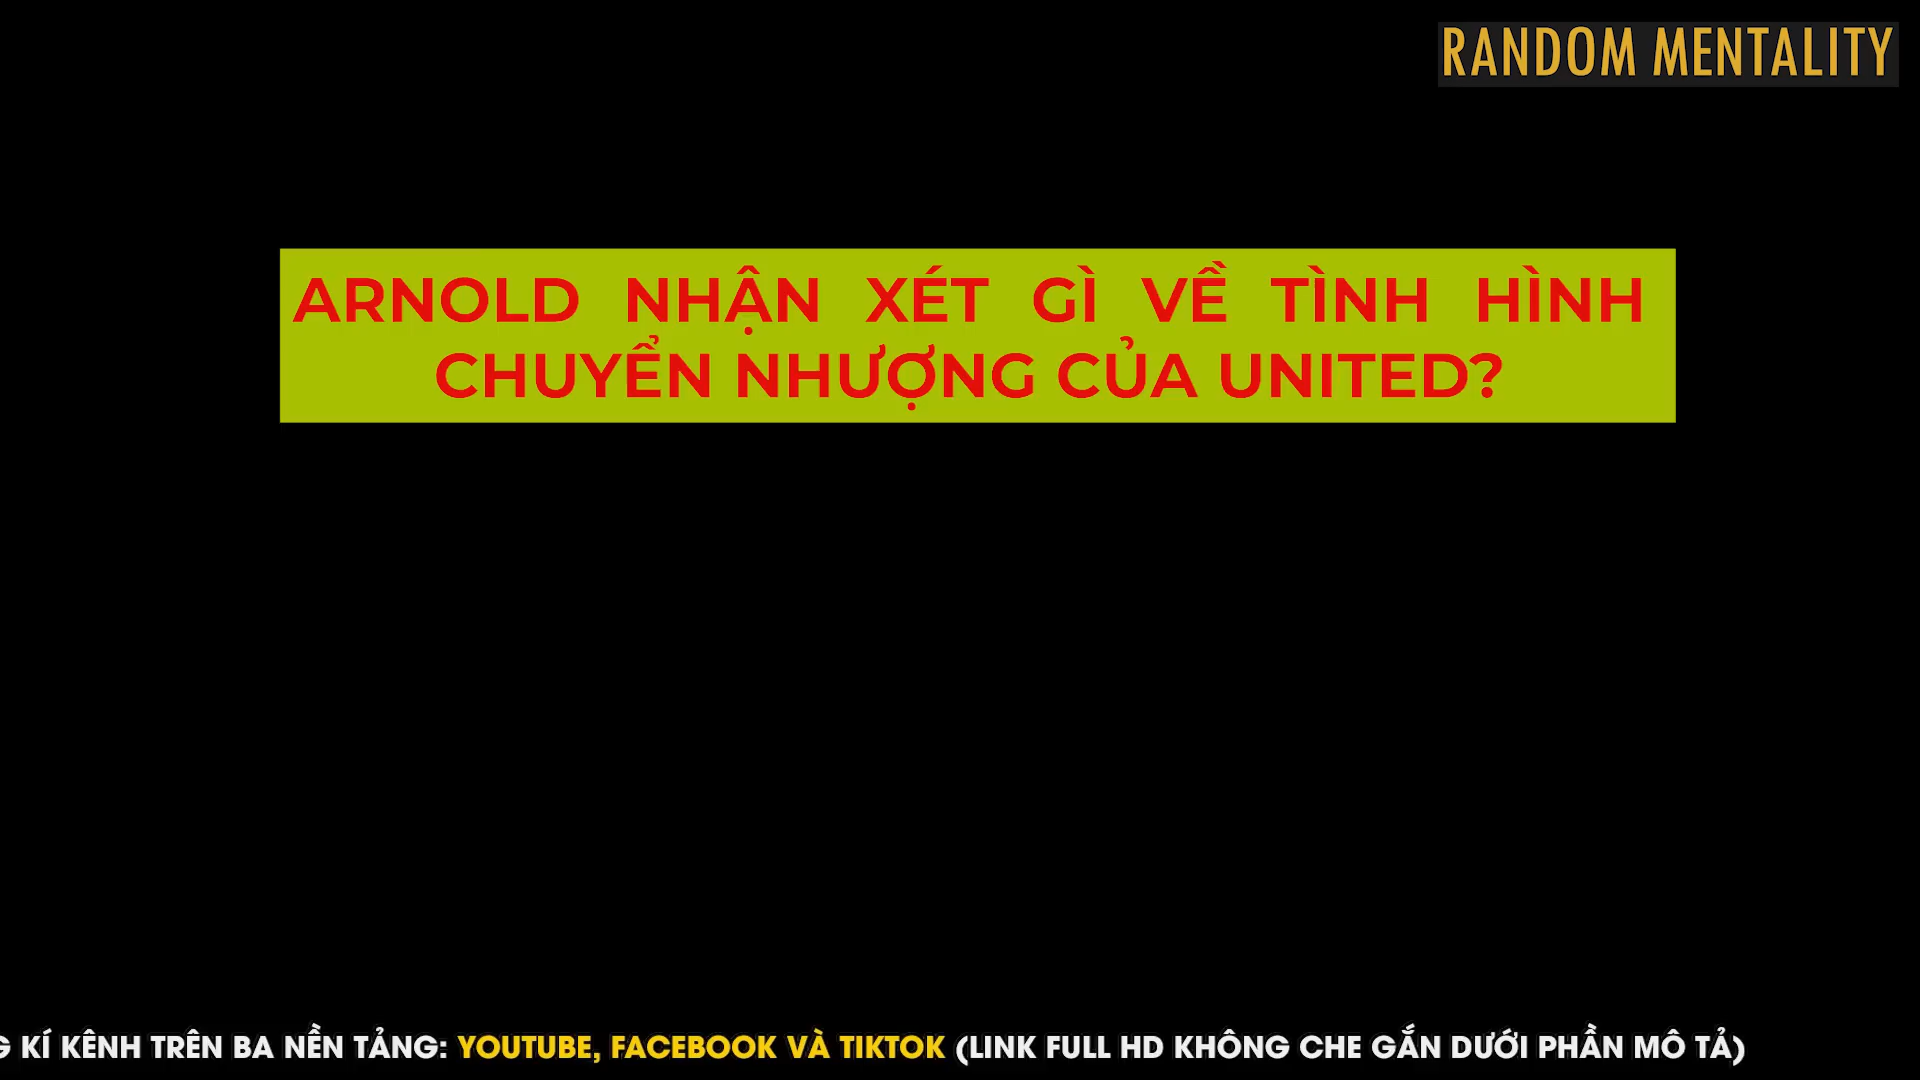 RANDOM MENTALITY
ARNOLD NHẬN XÉT GÌ VỀ TÌNH HÌNH
CHUYỂN NHƯỢNG CỦA UNITED?
KÍ KÊNH TRÊN BA NỀN TẢNG: YOUTUBE, FACEBOOK VÀ TIKTOK (LINK FULL HD KHÔNG CHE GẮN DƯỚI PHẦN MÔ TẢ)